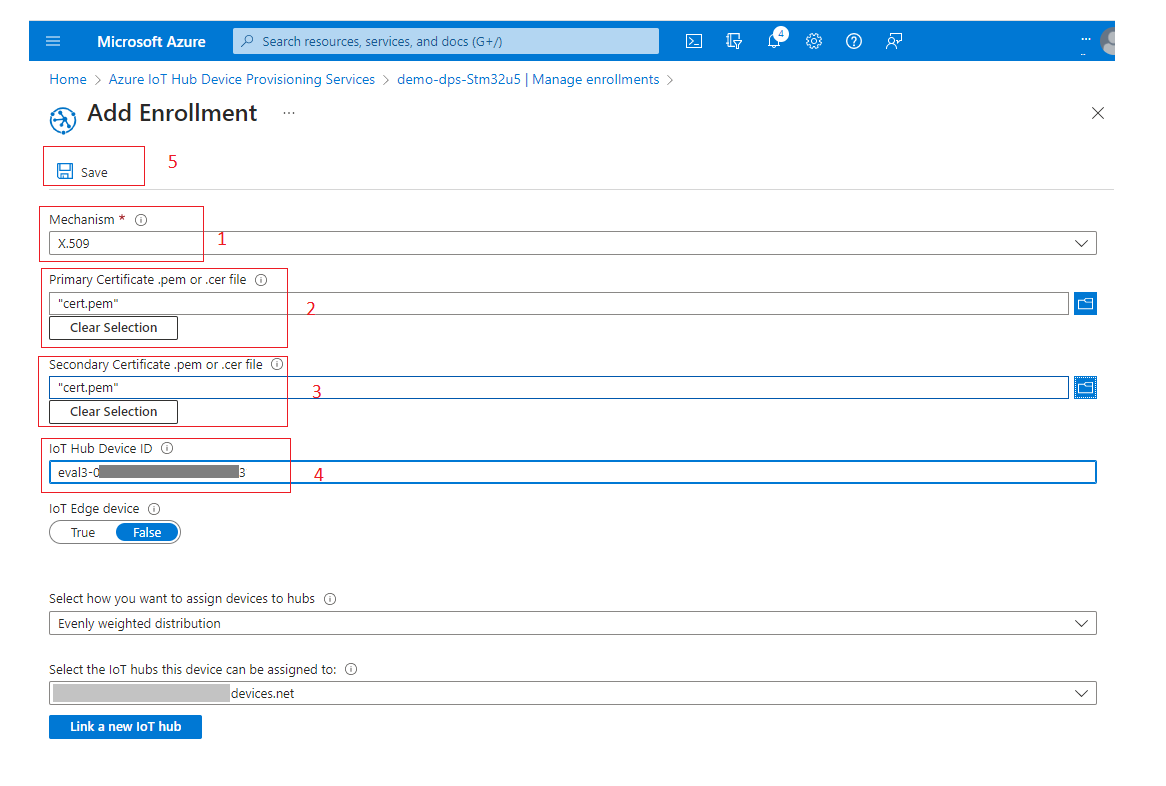 Microsoft Azure
Search resources, services, and docs (G+/)
4
Home > Azure IoT Hub Device Provisioning Services > demo-dps-Stm32u5 | Manage enrollments >
Add Enrollment ...
Save
5
Mechanism *
X.509
1
Primary Certificate .pem or .cer file
"cert.pem"
2
Clear Selection
Secondary Certificate .pem or .cer file
"cert.pem"
3
Clear Selection
IoT Hub Device ID
eval3-0 3
4
IoT Edge device
True False
Select how you want to assign devices to hubs
Evenly weighted distribution
Select the IoT hubs this device can be assigned to:
devices.net
Link a new IoT hub